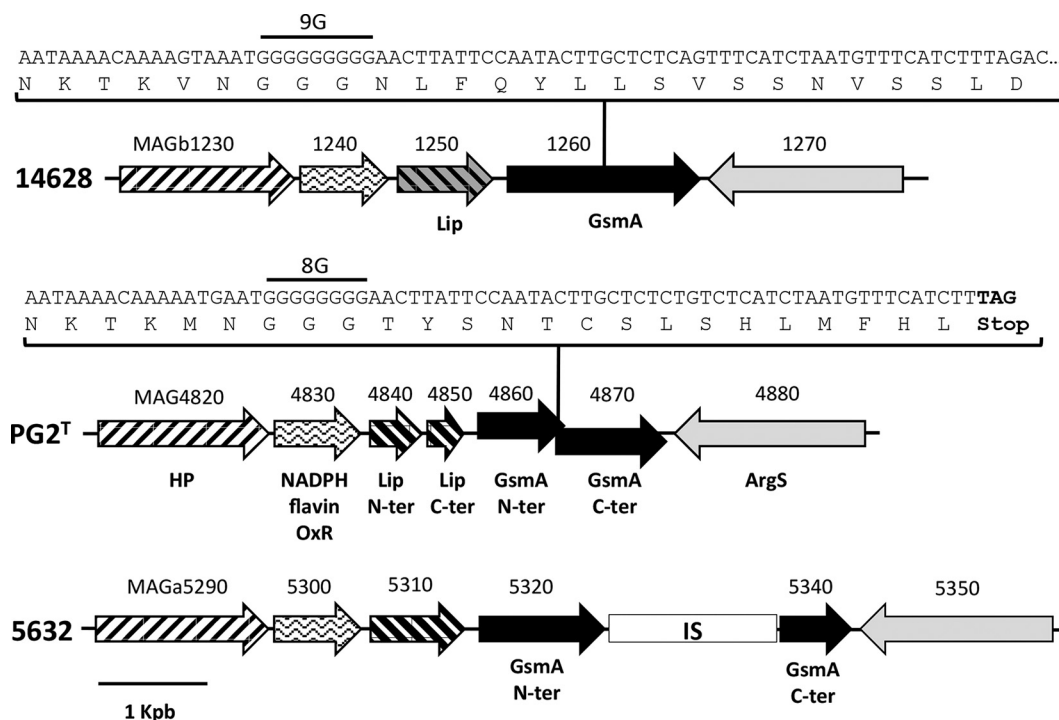 9G
AATAAAACAAAAGTAAATGGGGGGGGGAACTTATTCCAATACTTGCTCTCAGTTTCATCTAATGTTTCATCTTTAGAC..
N K T K V N G G G N L F Q Y L L S V S S N V S S L D
MAGb1230 1240 1250 1260 1270
14628
Lip GsmA
8G
AATAAAACAAAAATGAATGGGGGGGGAACTTATTCCAATACTTGCTCTCTGTCTCATCTAATGTTTCATCTTTAG
N K T K M N G G G T Y S N T C S L S H L M F H L Stop
MAG4820 4830 4840 4850 4860 4870 4880
PG2T
HP NADPH Lip Lip GsmA GsmA ArgS
flavin N-ter C-ter N-ter C-ter
OxR
MAGa5290 5300 5310 5320 5340 5350
5632 IS
GsmA GsmA
N-ter C-ter
1 Kpb